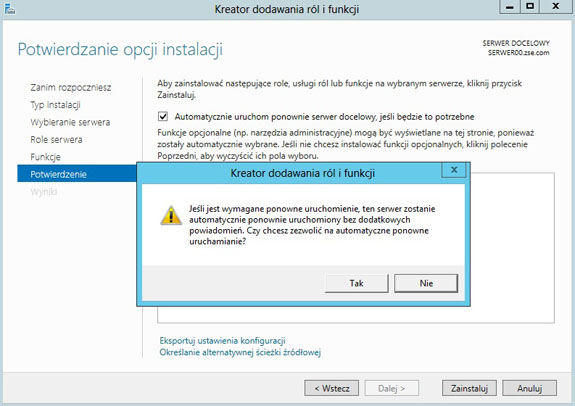 Kreator dodawania ról i funkcji
Potwierdzanie opcji instalacji
SERWER DOCELOWY
SERWER00.zse.com
Zanim rozpoczniesz
Typ instalacji
Wybieranie serwera
Role serwera
Funkcje
Potwierdzenie
Wyniki
Aby zainstalować następujące role, usługi ról lub funkcje na wybranym serwerze, kliknij przycisk
Zainstaluj.
Automatycznie uruchom ponownie serwer docelowy, jeśli będzie to potrzebne
Funkcje opcjonalne (np. narzędzia administracyjne) mogą być wyświetlane na tej stronie, ponieważ
zostały automatycznie wybrane. Jeśli nie chcesz instalować funkcji opcjonalnych, kliknij polecenie
Poprzedni, aby wyczyścić ich pola wyboru.
Kreator dodawania ról i funkcji
X
Jeśli jest wymagane ponowne uruchomienie, ten serwer zostanie
automatycznie ponownie uruchomiony bez dodatkowych
powiadomień. Czy chcesz zezwolić na automatyczne ponowne
uruchamianie?
Tak
Nie
Eksportuj ustawienia konfiguracji
Określanie alternatywnej ścieżki źródłowej
< Wstecz
Dalej >
Zainstaluj
Anuluj